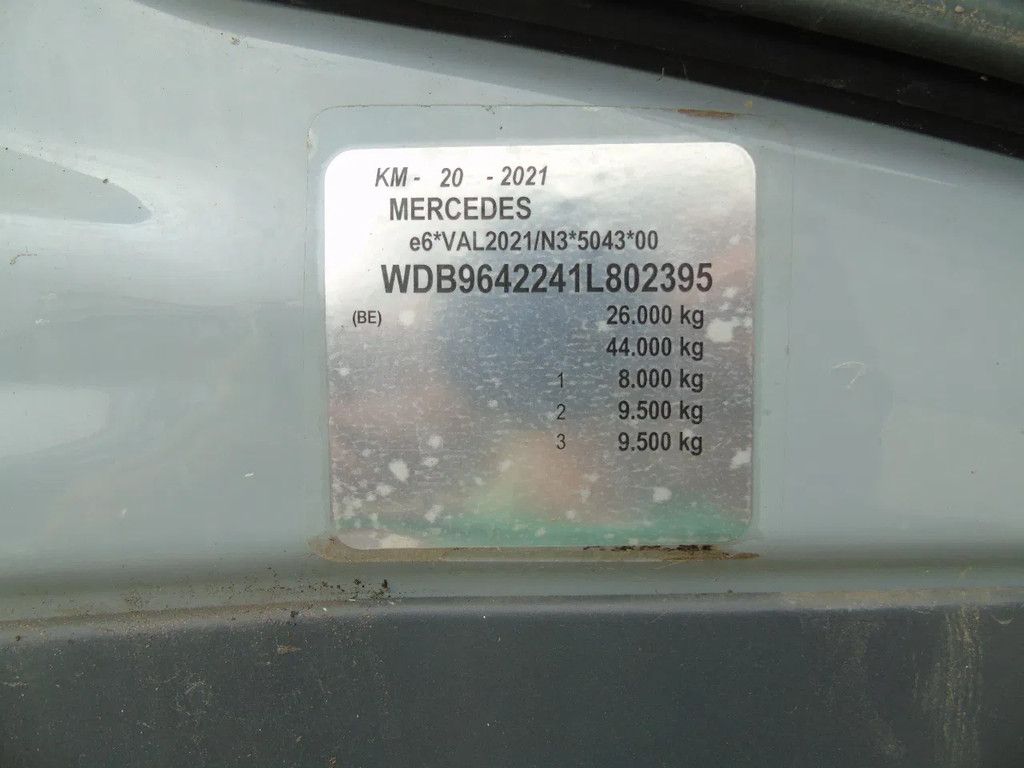 KM - 20 - 2021
MERCEDES
e6*VAL2021/N3*5043*00
WDB9642241L802395
(BE) 26.000 kg
44.000 kg
1 8.000 kg
2 9.500 kg
3 9.500 kg